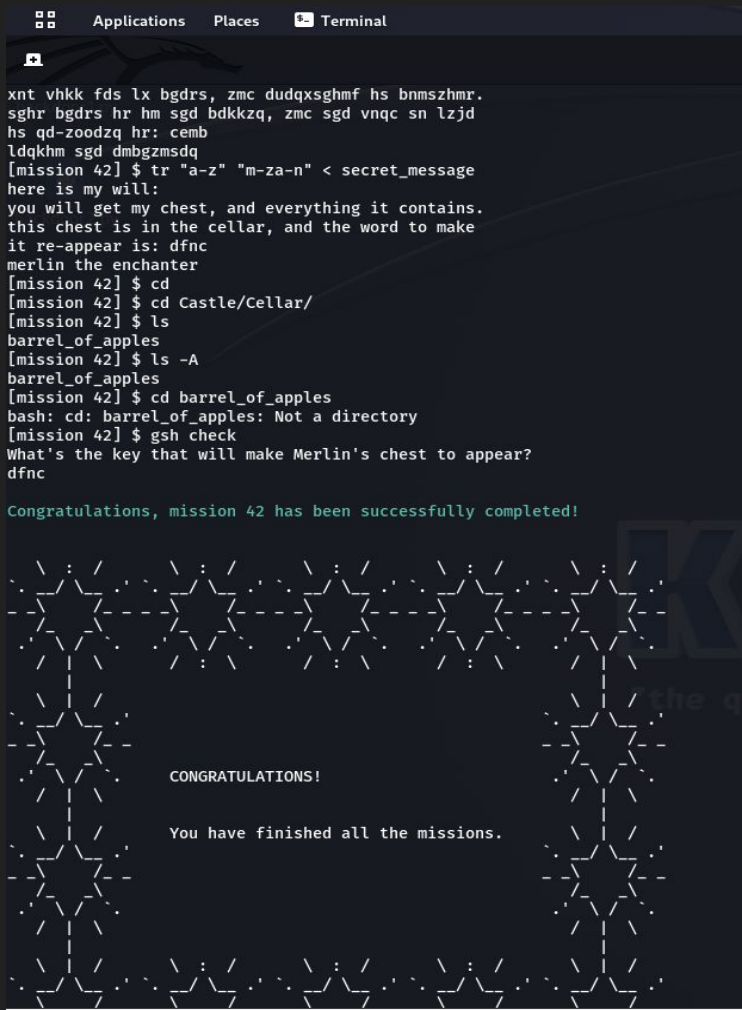 Applications Places Terminal
xnt vhkk fds lx bgdrs, zmc dudqxsghmf hs bnmszhmr.
sghr bgdrs hr hm sgd bdkkzq, zmc sgd vnqc sn lzjd
hs qd-zoodzq hr: cemb
ldqkhm sgd dmbgzmsdq
[mission 42] $ tr "a-z" "m-za-n" < secret_message
here is my will:
you will get my chest, and everything it contains.
this chest is in the cellar, and the word to make
it re-appear is: dfnc
merlin the enchanter
[mission 42] $ cd
[mission 42] $ cd Castle/Cellar/
[mission 42] $ ls
barrel_of_apples
[mission 42] $ ls -A
barrel_of_apples
[mission 42] $ cd barrel_of_apples
bash: cd: barrel_of_apples: Not a directory
[mission 42] $ gsh check
What's the key that will make Merlin's chest to appear?
dfnc
Congratulations, mission 42 has been successfully completed!
K
"the q
CONGRATULATIONS!
You have finished all the missions.